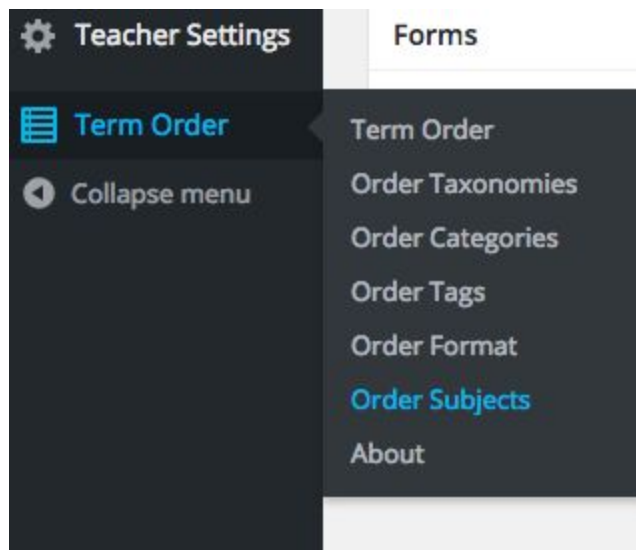 Teacher Settings
Forms
Term Order
Collapse menu
Term Order
Order Taxonomies
Order Categories
Order Tags
Order Format
Order Subjects
About